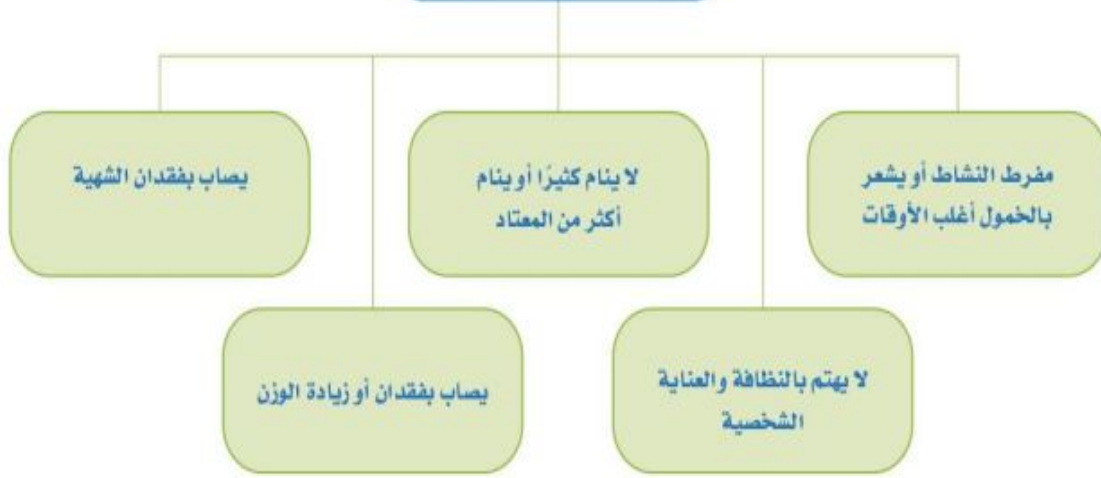 مفرط النشاط أو يشعر
بالخمول أغلب الأوقات
لا ينام كثيرًا أو ينام
أكثر من المعتاد
يصاب بفقدان الشهية
لا يهتم بالنظافة والعناية
الشخصية
يصاب بفقدان أو زيادة الوزن